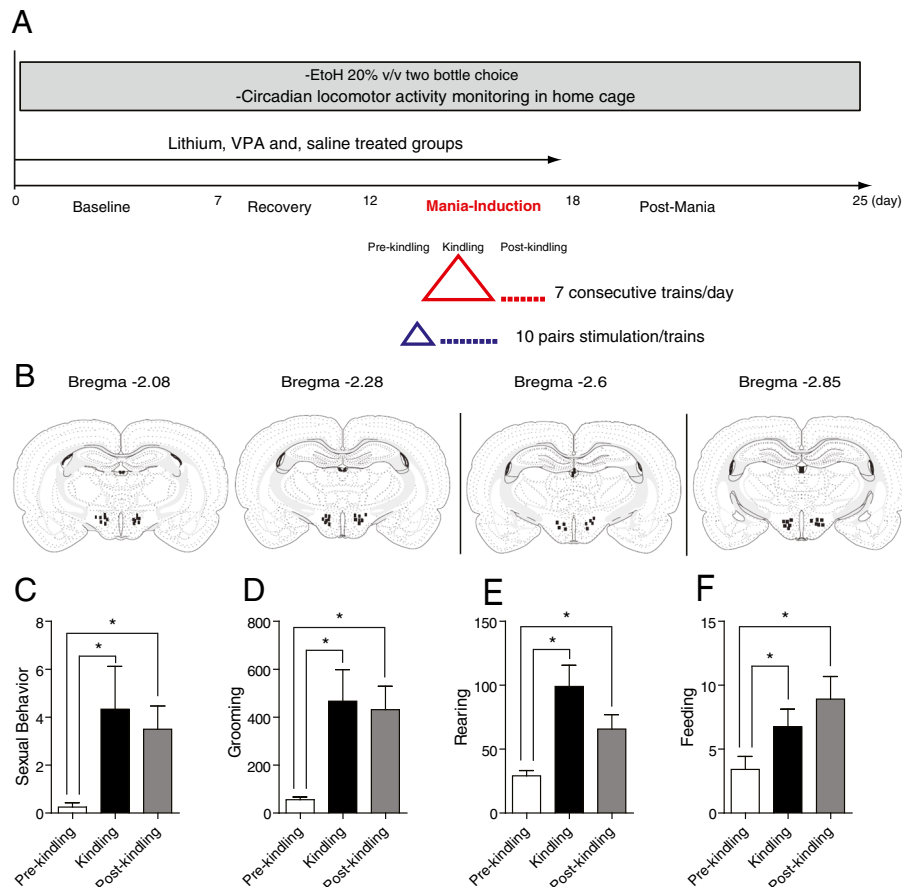 A
-EtoH 20% v/v two bottle choice
-Circadian locomotor activity monitoring in home cage
Lithium, VPA and, saline treated groups
0 Baseline 7 Recovery 12 Mania-Induction 18 Post-Mania 25 (day)
Pre-kindling Kindling Post-kindling
7 consecutive trains/day
10 pairs stimulation/trains
B
Bregma -2.08 Bregma -2.28 Bregma -2.6 Bregma -2.85
C
Sexual Behavior
8
6
4
2
0
*
*
Pre-kindling
Kindling
Post-kindling
D
Grooming
800
600
400
200
0
*
*
Pre-kindling
Kindling
Post-kindling
E
Rearing
150
100
50
0
*
*
Pre-kindling
Kindling
Post-kindling
F
Feeding
15
10
5
0
*
*
Pre-kindling
Kindling
Post-kindling